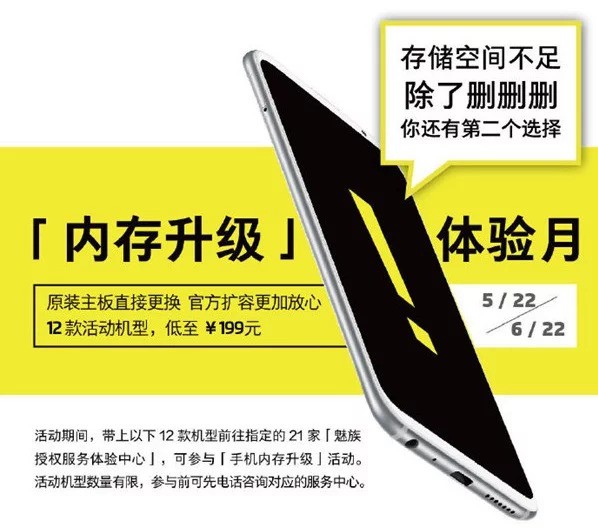 存储空间不足
除了删删删
你还有第二个选择
「内存升级」体验月
原装主板直接更换 官方扩容更加放心
12 款活动机型，低至 ￥199元
5 / 22
6 / 22
活动期间，带上以下 12 款机型前往指定的 21 家「魅族
授权服务体验中心」，可参与「手机内存升级」活动。
活动机型数量有限，参与前可先电话咨询对应的服务中心。